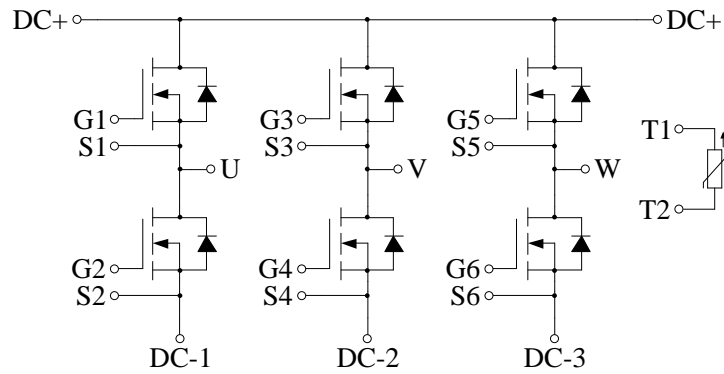 DC+ DC+
G1 G3 G5 T1
S1 S3 S5
U V W
T2
G2 G4 G6
S2 S4 S6
DC-1 DC-2 DC-3